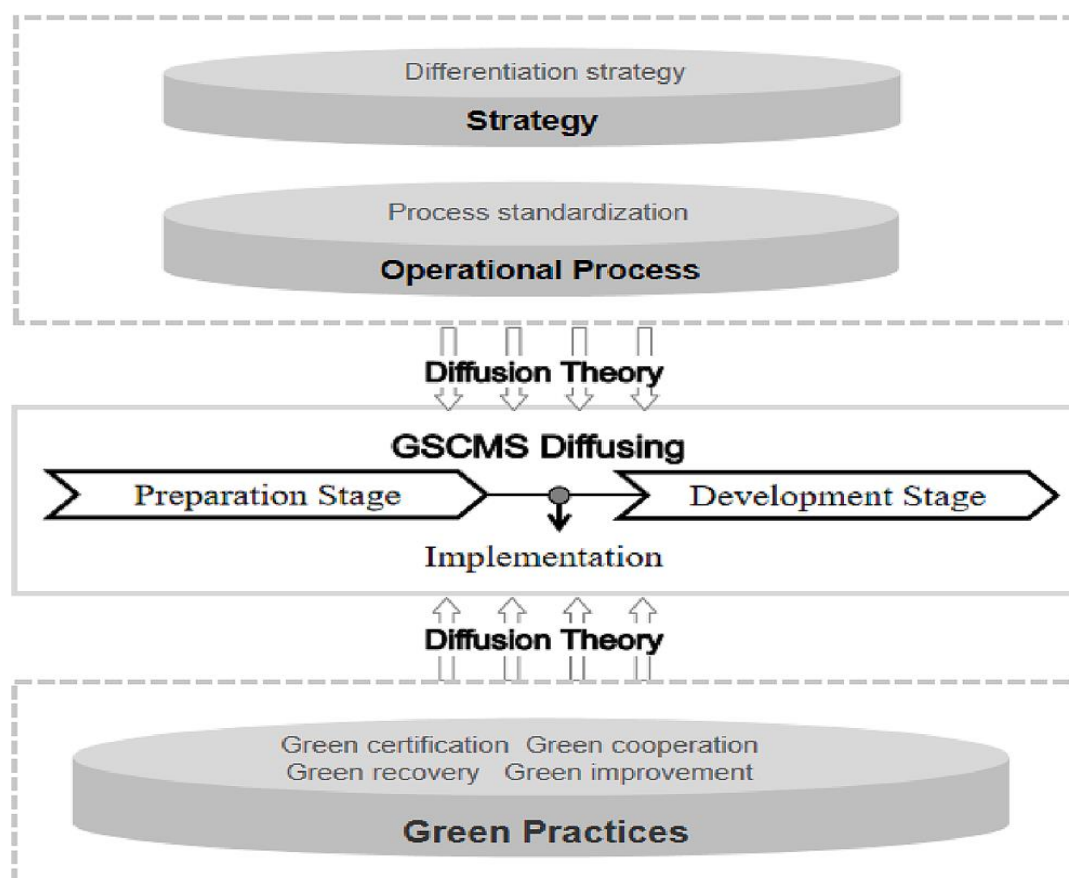 Differentiation strategy
Strategy
Process standardization
Operational Process
Diffusion Theory
GSCMS Diffusing
Preparation Stage
Development Stage
Implementation
Diffusion Theory
Green certification Green cooperation
Green recovery Green improvement
Green Practices